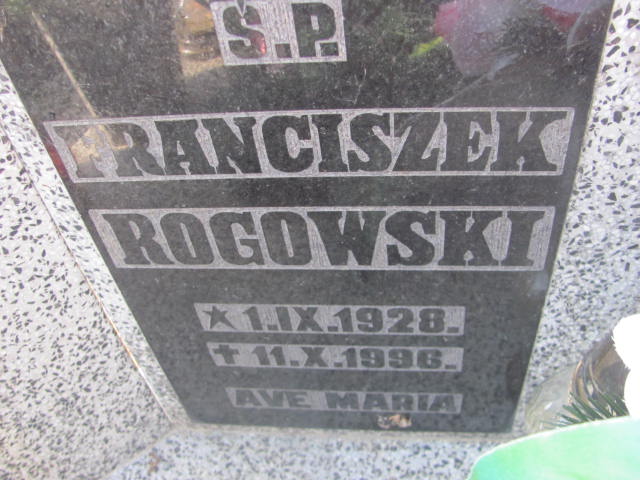 Ś.P.
FRANCISZEK
ROGOWSKI
★ 1.IX.1928.
✝ 11.X.1996.
AVE MARIA